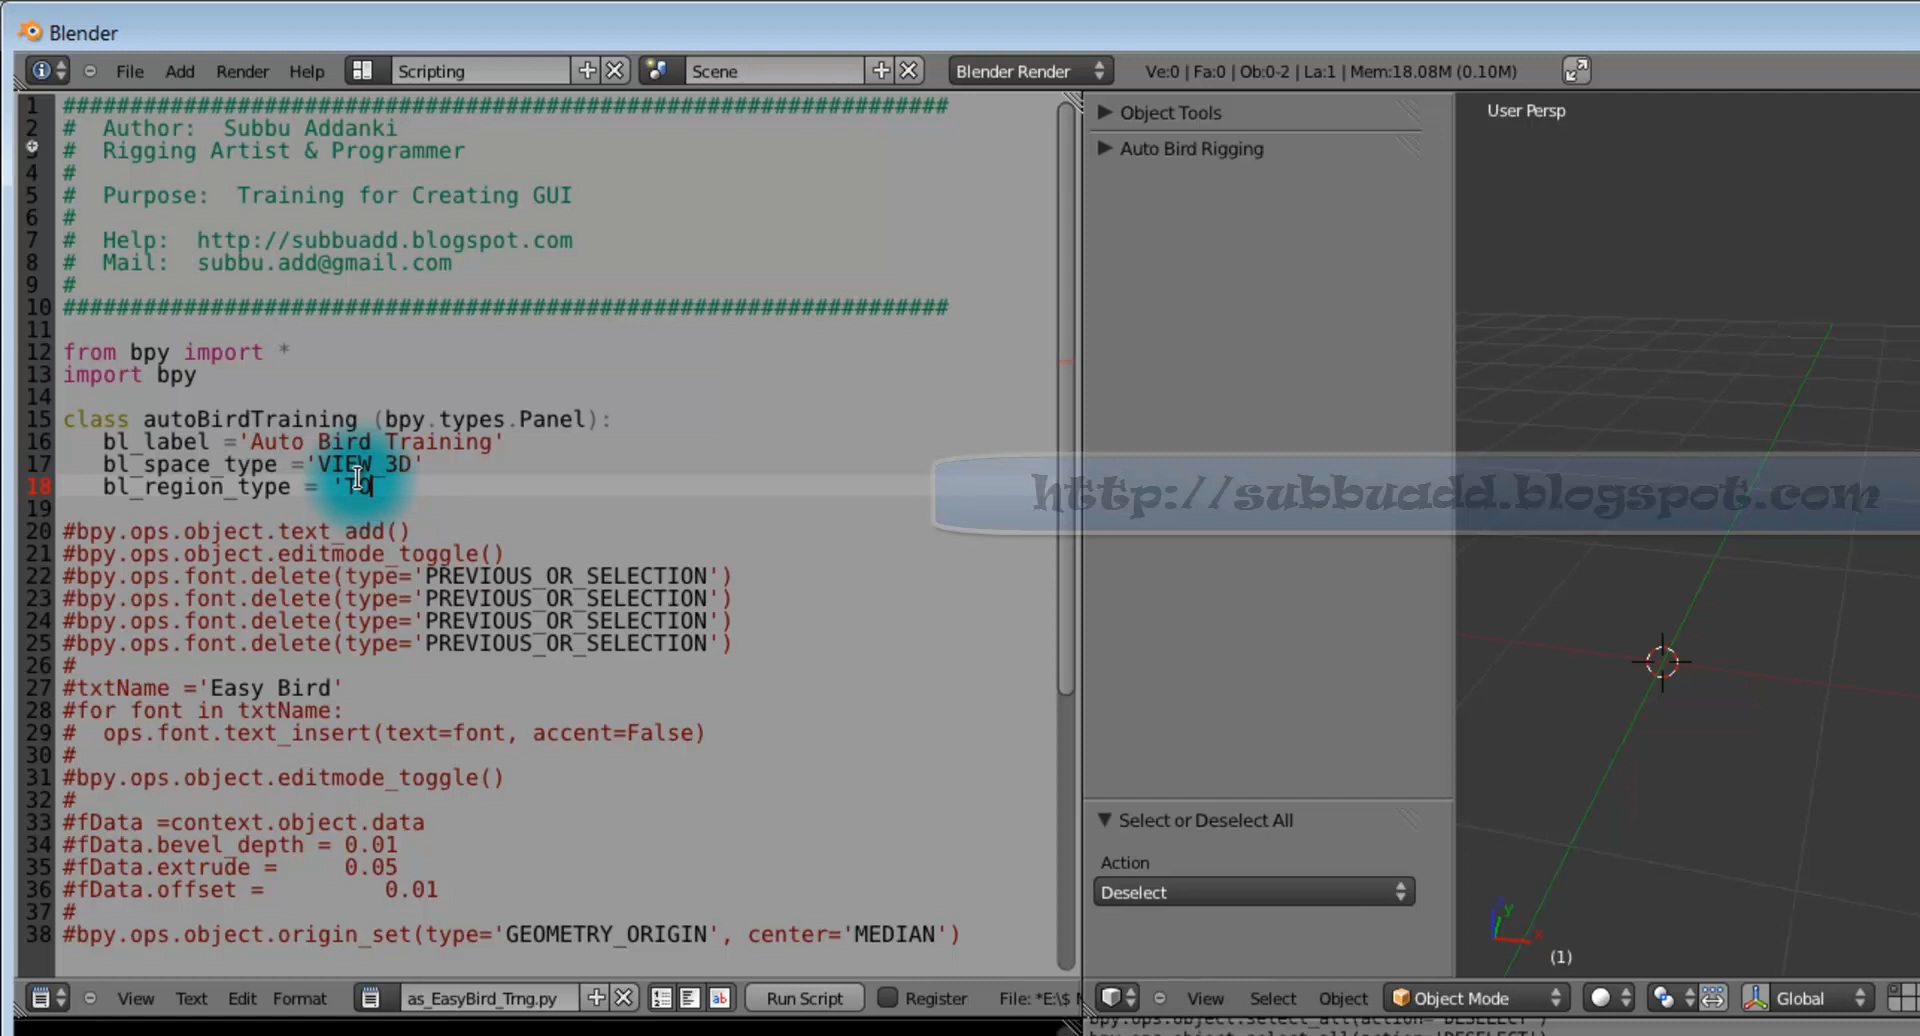 Blender
File Add Render Help Scripting Scene Blender Render Ve:0 | Fa:0 | Ob:0-2 | La:1 | Mem:18.08M (0.10M)
1 ##################################################################
2 #  Author:  Subbu Addanki
3 #  Rigging Artist & Programmer
4 #
5 #  Purpose:  Training for Creating GUI
6 #
7 #  Help:  http://subbuadd.blogspot.com
8 #  Mail:  subbu.add@gmail.com
9 #
10 ##################################################################
11
12 from bpy import *
13 import bpy
14
15 class autoBirdTraining (bpy.types.Panel):
16    bl_label ='Auto Bird Training'
17    bl_space_type ='VIEW_3D'
18    bl_region_type = 'TO
19
20 #bpy.ops.object.text_add()
21 #bpy.ops.object.editmode_toggle()
22 #bpy.ops.font.delete(type='PREVIOUS_OR_SELECTION')
23 #bpy.ops.font.delete(type='PREVIOUS_OR_SELECTION')
24 #bpy.ops.font.delete(type='PREVIOUS_OR_SELECTION')
25 #bpy.ops.font.delete(type='PREVIOUS_OR_SELECTION')
26 #
27 #txtName ='Easy Bird'
28 #for font in txtName:
29 #  ops.font.text_insert(text=font, accent=False)
30 #
31 #bpy.ops.object.editmode_toggle()
32 #
33 #fData =context.object.data
34 #fData.bevel_depth = 0.01
35 #fData.extrude =     0.05
36 #fData.offset =         0.01
37 #
38 #bpy.ops.object.origin_set(type='GEOMETRY_ORIGIN', center='MEDIAN')
Object Tools
Auto Bird Rigging
Select or Deselect All
Action
Deselect
User Persp
http://subbuadd.blogspot.com
z y x
(1)
View Text Edit Format as_EasyBird_Trng.py Run Script Register File: *E:\$
View Select Object Object Mode Global
bpy.ops.object.select_all(action='DESELECT')